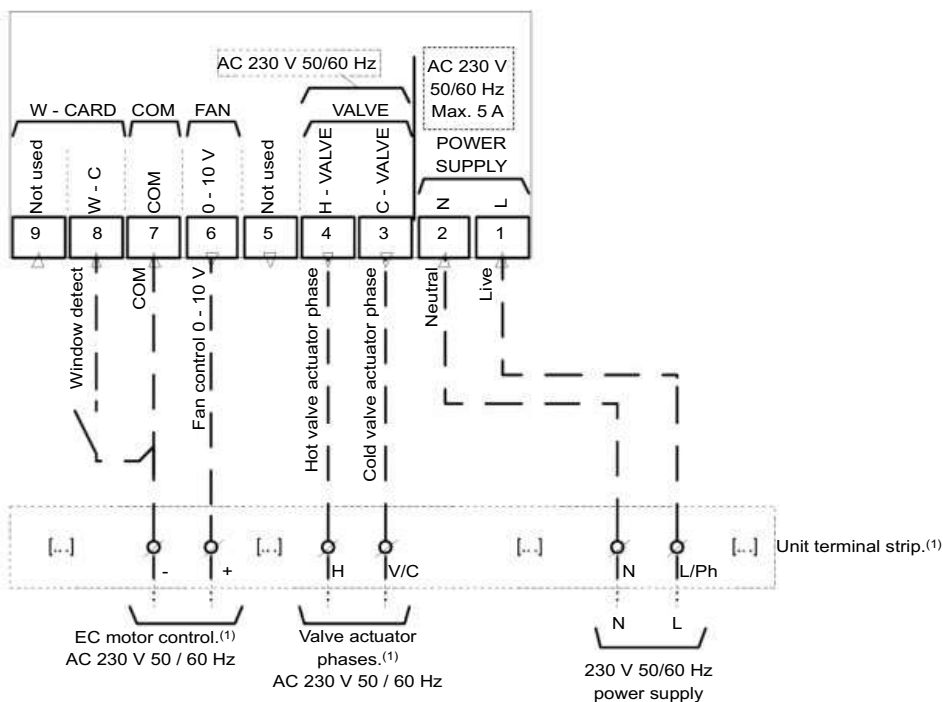 AC 230 V 50/60 Hz
AC 230 V
50/60 Hz
Max. 5 A
W - CARD
COM
FAN
VALVE
POWER
SUPPLY
Not used
W - C
COM
0 - 10 V
Not used
H - VALVE
C - VALVE
N
L
9
8
7
6
5
4
3
2
1
Window detect
COM
Fan control 0 - 10 V
Hot valve actuator phase
Cold valve actuator phase
Neutral
Live
[...]
[...]
[...]
[...]
Unit terminal strip.(1)
-
+
H
V/C
N
L/Ph
N
L
EC motor control.(1)
AC 230 V 50 / 60 Hz
Valve actuator
phases.(1)
AC 230 V 50 / 60 Hz
230 V 50/60 Hz
power supply